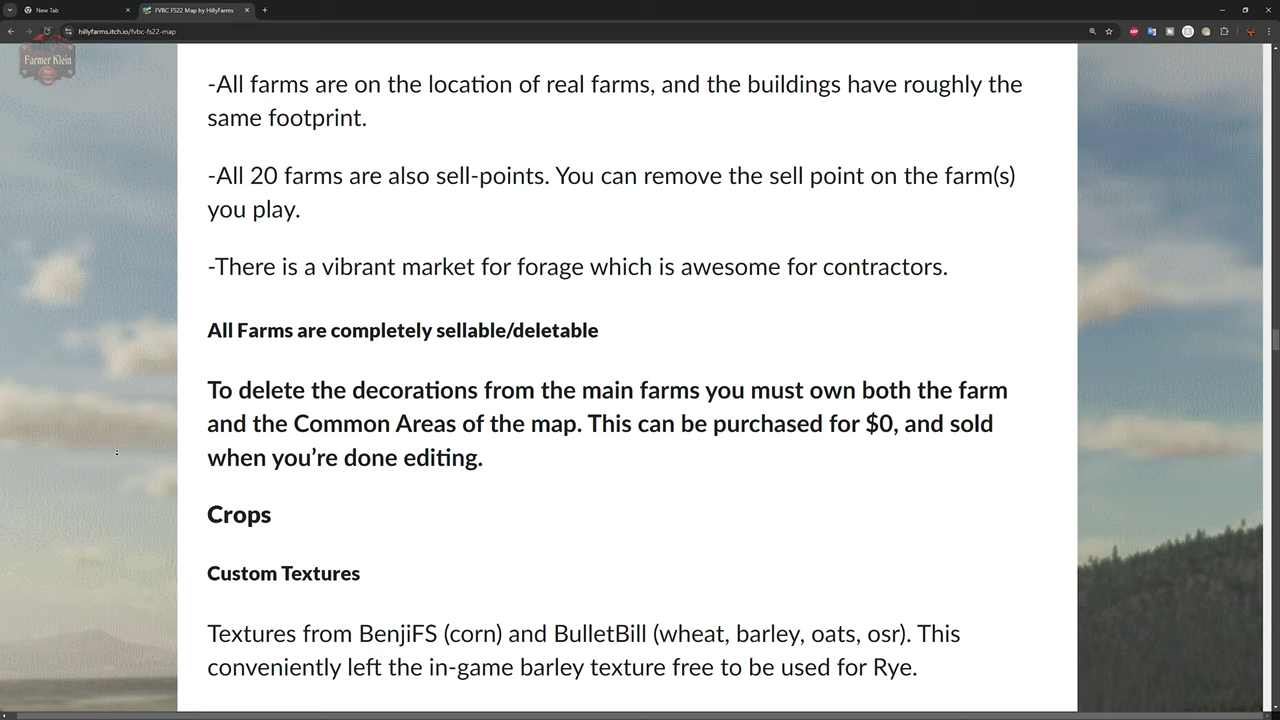 New Tab
FVBC FS22 Map by HillyFarms
hillyfarms.itch.io/fvbc-fs22-map
Farmer Klein
-All farms are on the location of real farms, and the buildings have roughly the
same footprint.
-All 20 farms are also sell-points. You can remove the sell point on the farm(s)
you play.
-There is a vibrant market for forage which is awesome for contractors.
All Farms are completely sellable/deletable
To delete the decorations from the main farms you must own both the farm
and the Common Areas of the map. This can be purchased for $0, and sold
when you’re done editing.
Crops
Custom Textures
Textures from BenjiFS (corn) and BulletBill (wheat, barley, oats, osr). This
conveniently left the in-game barley texture free to be used for Rye.